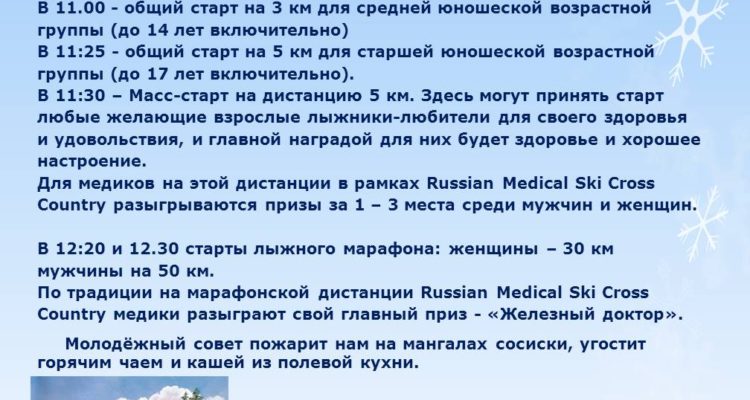 В 11.00 - общий старт на 3 км для средней юношеской возрастной
группы (до 14 лет включительно)
В 11:25 - общий старт на 5 км для старшей юношеской возрастной
группы (до 17 лет включительно).
В 11:30 – Масс-старт на дистанцию 5 км. Здесь могут принять старт
любые желающие взрослые лыжники-любители для своего здоровья
и удовольствия, и главной наградой для них будет здоровье и хорошее
настроение.
Для медиков на этой дистанции в рамках Russian Medical Ski Cross
Country разыгрываются призы за 1 – 3 места среди мужчин и женщин.
В 12:20 и 12.30 старты лыжного марафона: женщины – 30 км
мужчины на 50 км.
По традиции на марафонской дистанции Russian Medical Ski Cross
Country медики разыграют свой главный приз - «Железный доктор».
Молодёжный совет пожарит нам на мангалах сосиски, угостит
горячим чаем и кашей из полевой кухни.